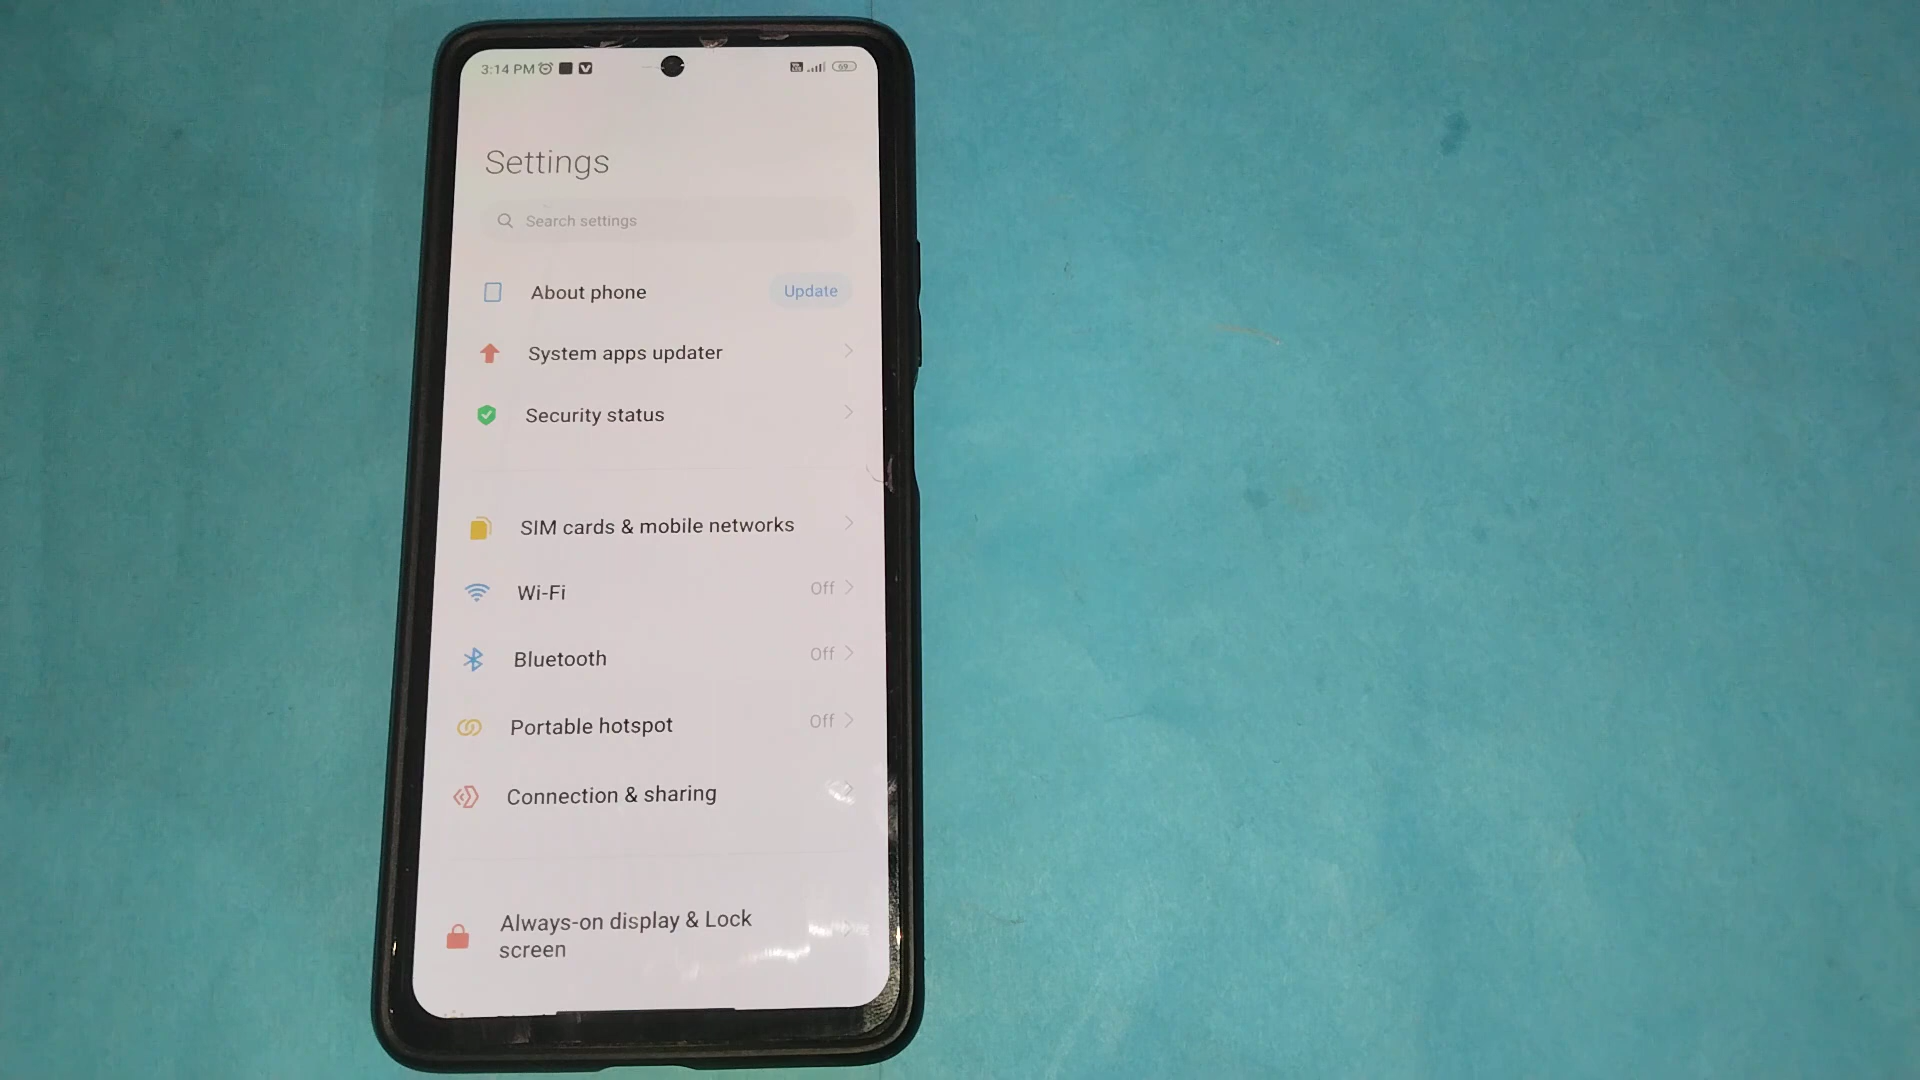 3:14 PM 69
Settings
Search settings
About phone Update
System apps updater
Security status
SIM cards & mobile networks
Wi-Fi Off
Bluetooth Off
Portable hotspot Off
Connection & sharing
Always-on display & Lock
screen